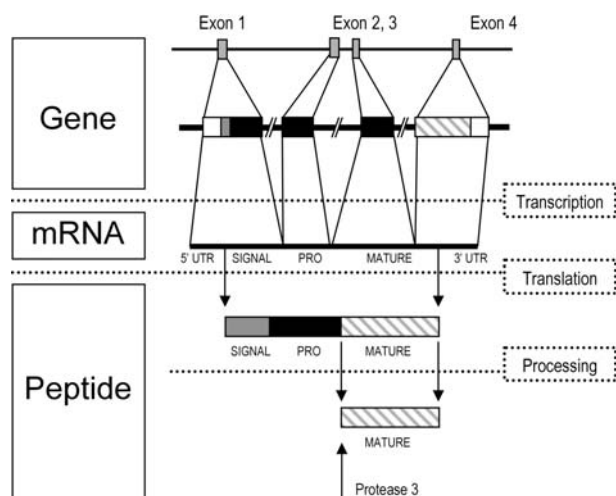 Exon 1
Exon 2, 3
Exon 4
Gene
Transcription
mRNA
5' UTR SIGNAL PRO MATURE 3' UTR
Translation
SIGNAL PRO MATURE
Peptide
Processing
MATURE
Protease 3